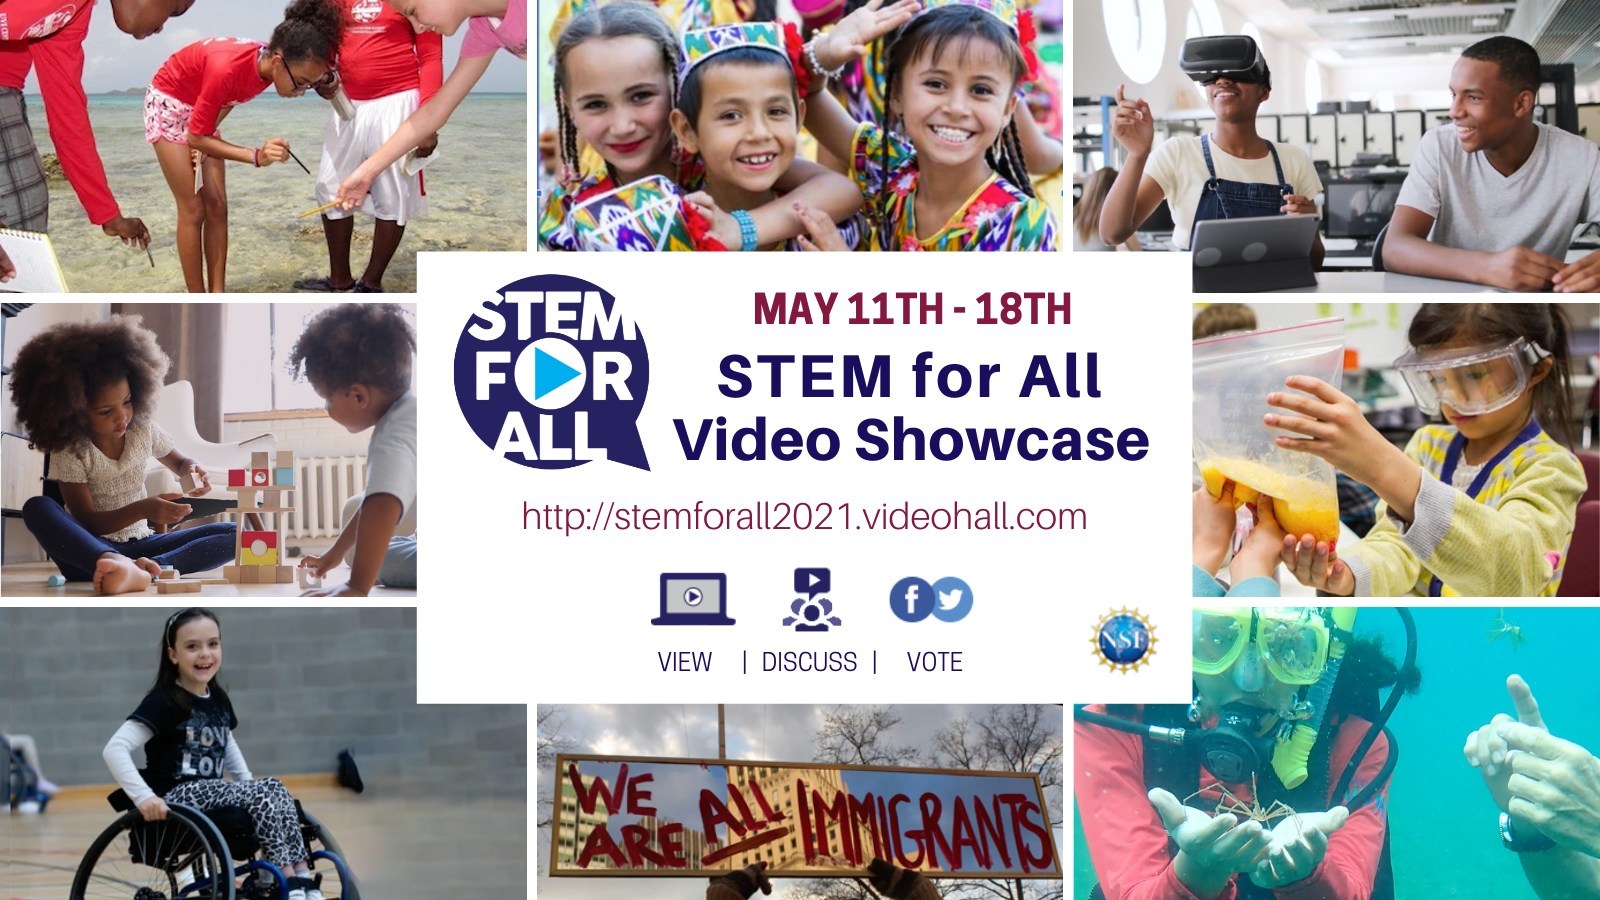 STEM
FOR
ALL
MAY 11TH - 18TH
STEM for All
Video Showcase
http://stemforall2021.videohall.com
VIEW | DISCUSS | VOTE
NSF
LOVE
LOV
WE
ARE ALL IMMIGRANTS